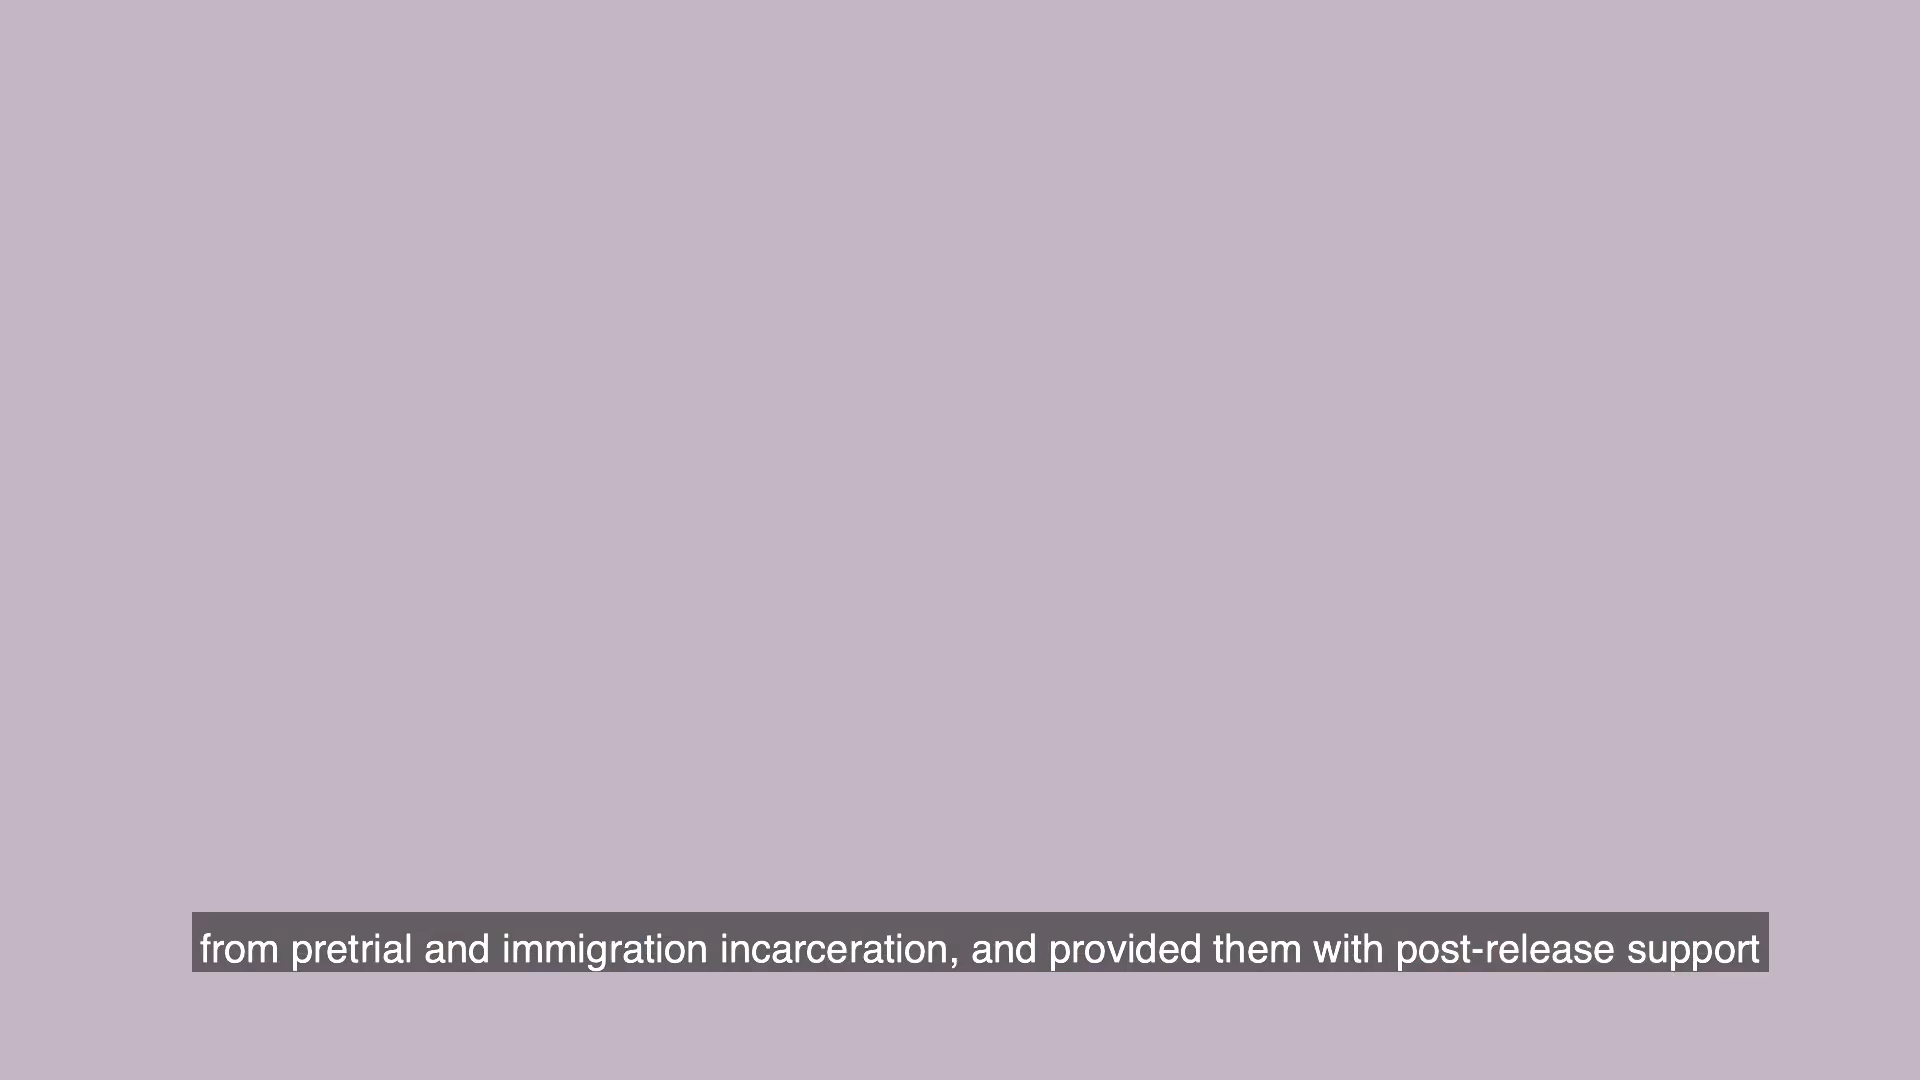 from pretrial and immigration incarceration, and provided them with post-release support